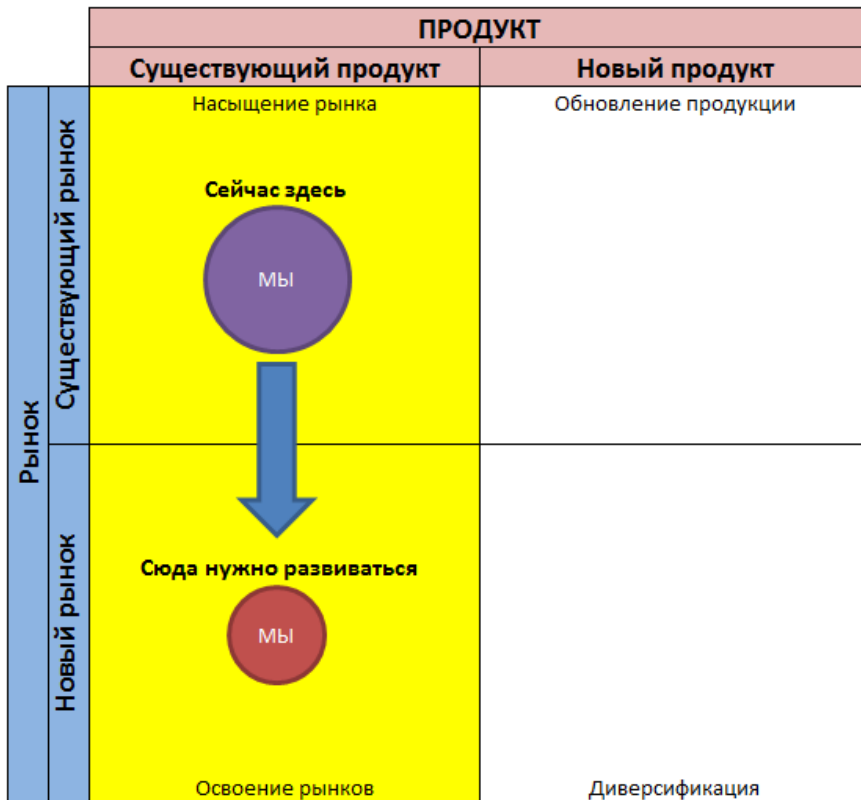 ПРОДУКТ
Существующий продукт
Новый продукт
Рынок
Существующий рынок
Насыщение рынка
Обновление продукции
Сейчас здесь
МЫ
Новый рынок
Сюда нужно развиваться
МЫ
Освоение рынков
Диверсификация